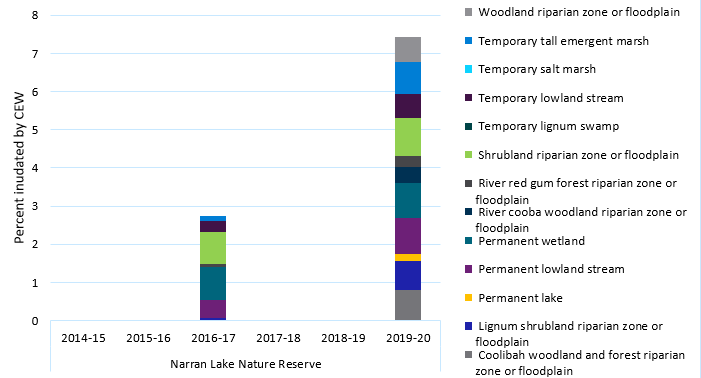 Percent inudated by CEW
8
7
6
5
4
3
2
1
0
2014-15 2015-16 2016-17 2017-18 2018-19 2019-20
Narran Lake Nature Reserve
Woodland riparian zone or floodplain
Temporary tall emergent marsh
Temporary salt marsh
Temporary lowland stream
Temporary lignum swamp
Shrubland riparian zone or floodplain
River red gum forest riparian zone or
floodplain
River cooba woodland riparian zone or
floodplain
Permanent wetland
Permanent lowland stream
Permanent lake
Lignum shrubland riparian zone or
floodplain
Coolibah woodland and forest riparian
zone or floodplain